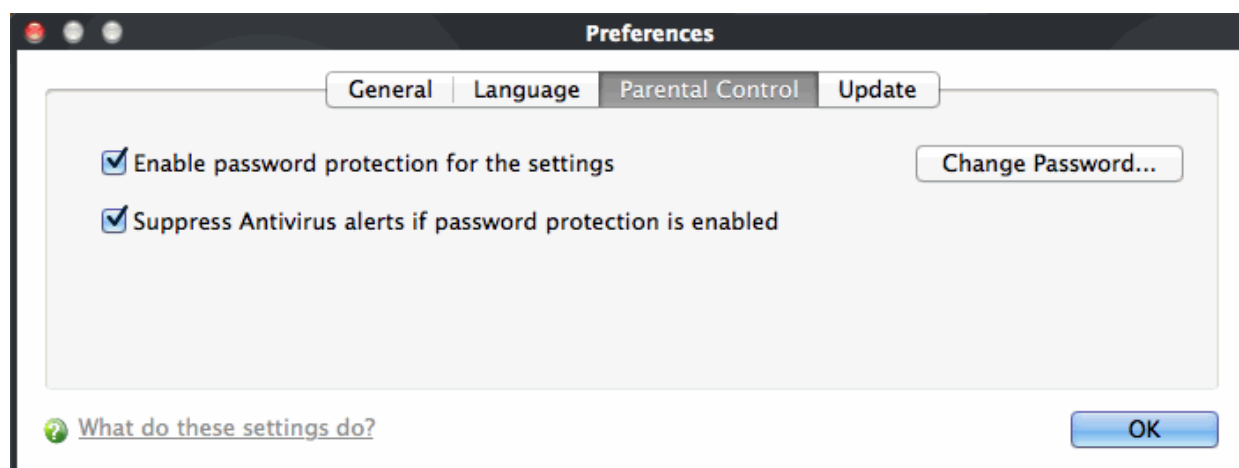 Preferences
General Language Parental Control Update
Enable password protection for the settings Change Password...
Suppress Antivirus alerts if password protection is enabled
What do these settings do? OK